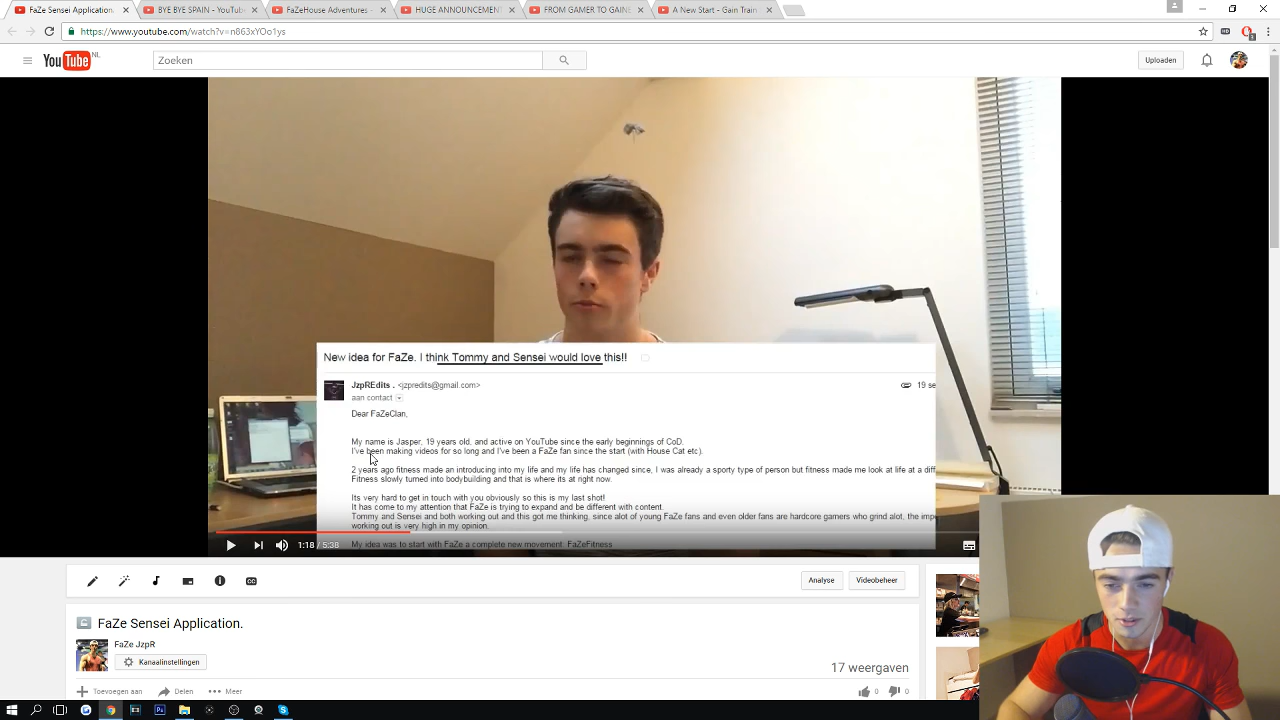 FaZe Sensei Application.
BYE BYE SPAIN - YouTub
FaZeHouse Adventures -
HUGE ANNOUNCEMENT
FROM GAMER TO GAINS
A New Start - Gain Train
https://www.youtube.com/watch?v=n863xYOo1ys
YouTube NL
Zoeken
Uploaden
New idea for FaZe. I think Tommy and Sensei would love this!!
JzpREdits . <jzpredits@gmail.com>
19 se
aan contact
Dear FaZeClan,
My name is Jasper, 19 years old, and active on YouTube since the early beginnings of CoD.
I've been making videos for so long and I've been a FaZe fan since the start (with House Cat etc).
2 years ago fitness made an introducing into my life and my life has changed since, I was already a sporty type of person but fitness made me look at life at a diff
Fitness slowly turned into bodybuilding and that is where its at right now.
Its very hard to get in touch with you obviously so this is my last shot!
It has come to my attention that FaZe is trying to expand and be different with content.
Tommy and Sensei and both working out and this got me thinking, since alot of young FaZe fans and even older fans are hardcore gamers who grind alot, the impo
working out is very high in my opinion.
My idea was to start with FaZe a complete new movement: FaZeFitness
1:18 / 5:38
Analyse
Videobeheer
FaZe Sensei Application.
FaZe JzpR
Kanaalinstellingen
17 weergaven
Toevoegen aan
Delen
Meer
0
0